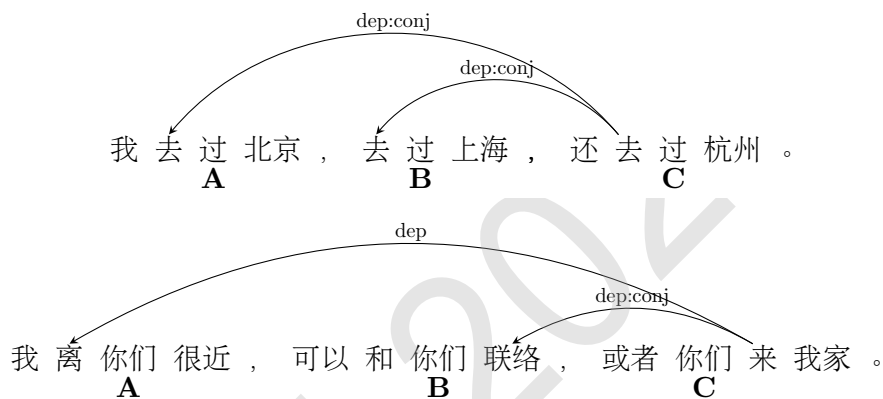 dep:conj
dep:conj
我 去 过 北京 ， 去 过 上海 ， 还 去 过 杭州 。
A B C
dep
dep:conj
我 离 你们 很近 ， 可以 和 你们 联络 ， 或者 你们 来 我家 。
A B C
202